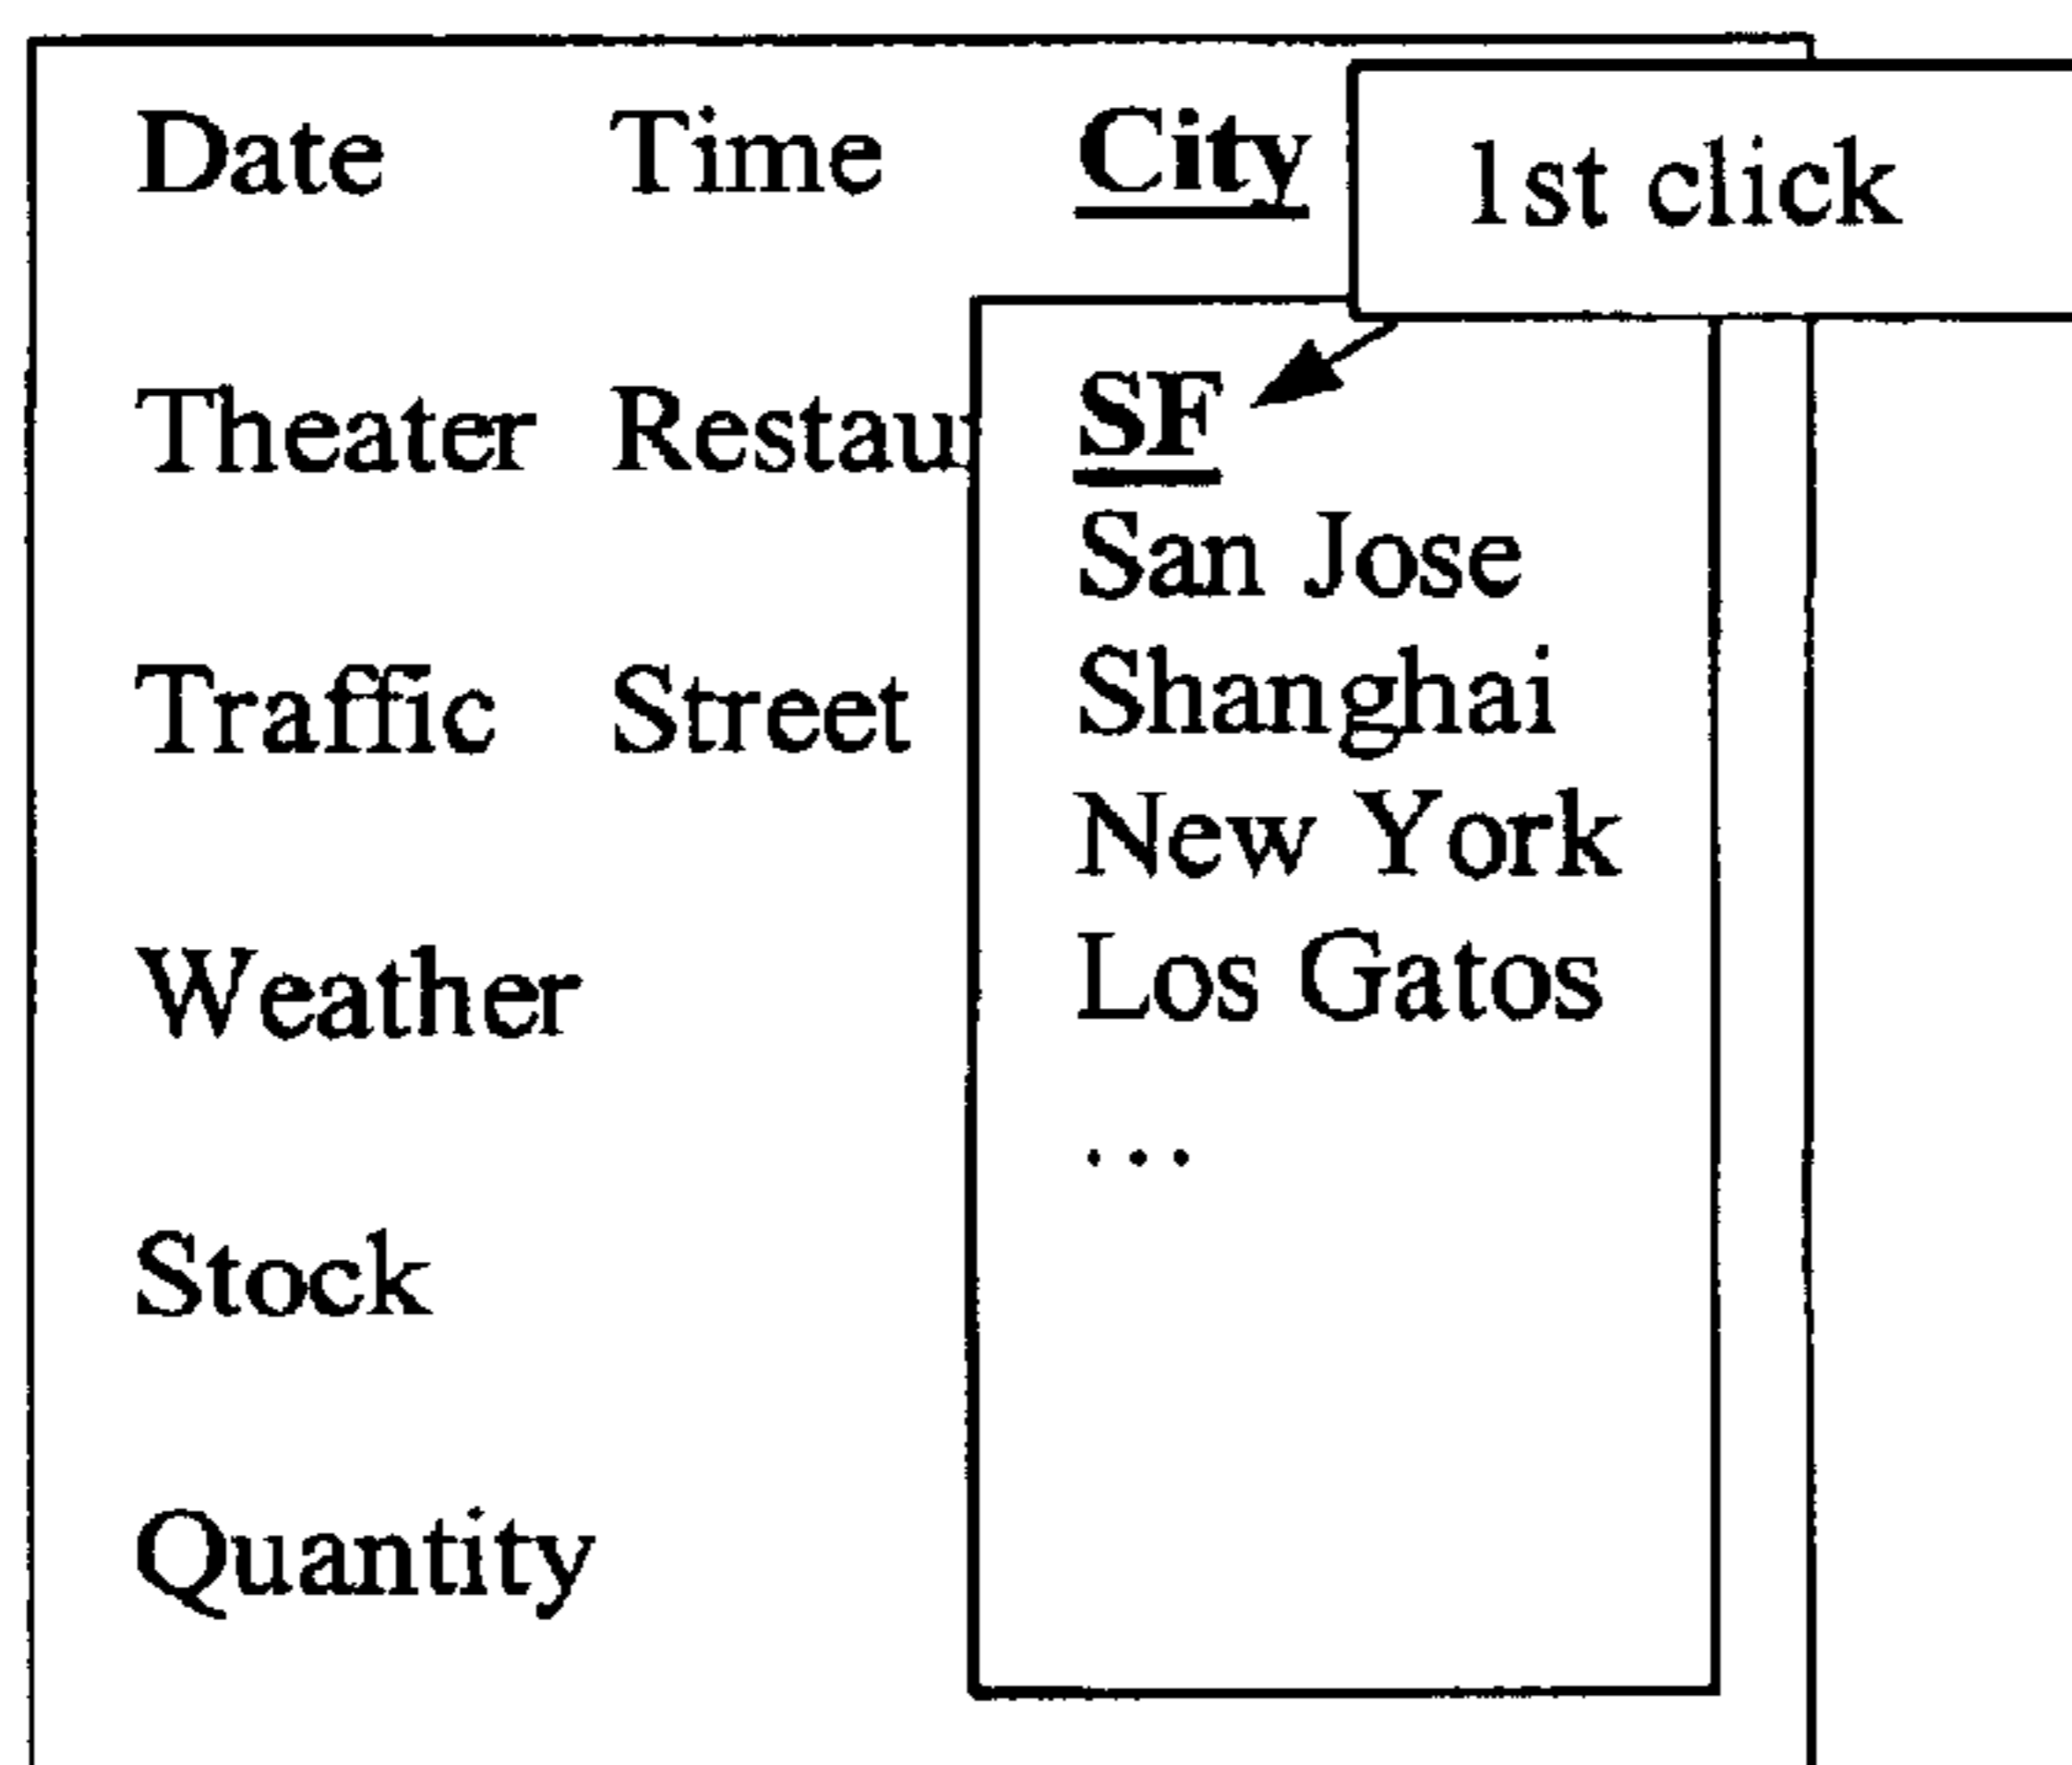 Date Time City 1st click
Theater Restau SF
San Jose
Traffic Street Shanghai
New York
Weather Los Gatos
...
Stock
Quantity